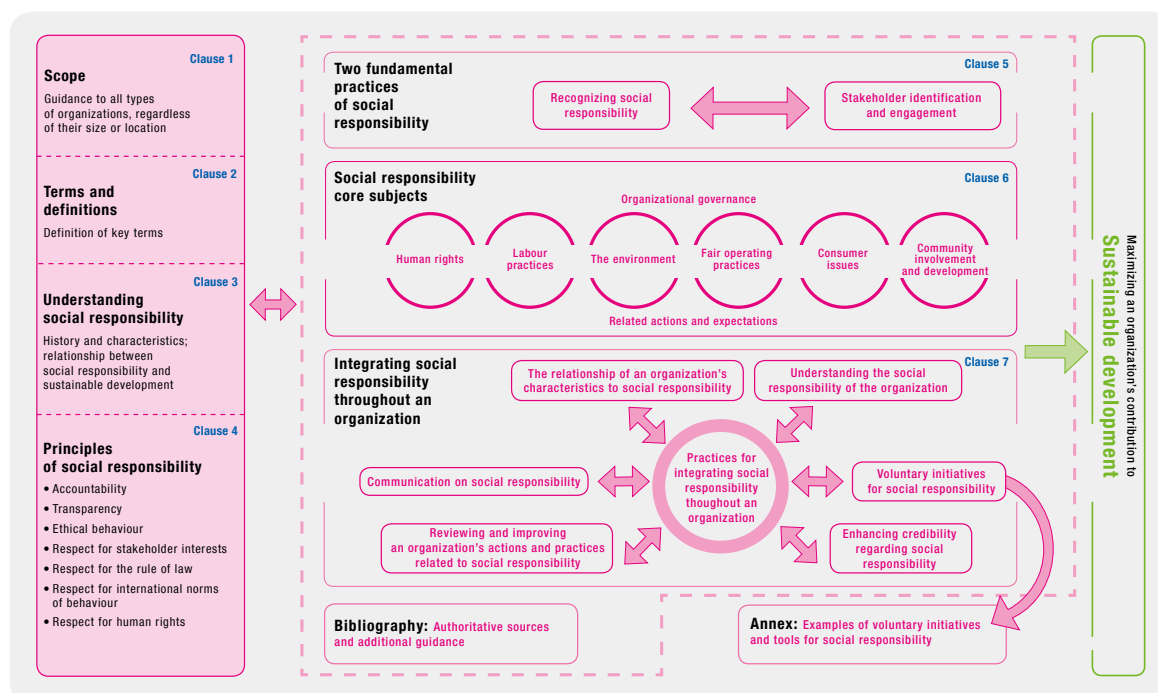 Clause 1
Scope
Guidance to all types
of organizations, regardless
of their size or location
Clause 2
Terms and
definitions
Definition of key terms
Clause 3
Understanding
social responsibility
History and characteristics;
relationship between
social responsibility and
sustainable development
Clause 4
Principles
of social responsibility
• Accountability
• Transparency
• Ethical behaviour
• Respect for stakeholder interests
• Respect for the rule of law
• Respect for international norms
of behaviour
• Respect for human rights
Two fundamental
practices
of social
responsibility
Clause 5
Recognizing social
responsibility
Stakeholder identification
and engagement
Social responsibility
core subjects
Clause 6
Organizational governance
Human rights
Labour
practices
The environment
Fair operating
practices
Consumer
issues
Community
involvement
and development
Related actions and expectations
Integrating social
responsibility
throughout an
organization
Clause 7
The relationship of an organization's
characteristics to social responsibility
Understanding the social
responsibility of the organization
Practices for
integrating social
responsibility
thoughout an
organization
Communication on social responsibility
Voluntary initiatives
for social responsibility
Reviewing and improving
an organization's actions and practices
related to social responsibility
Enhancing credibility
regarding social
responsibility
Bibliography: Authoritative sources
and additional guidance
Annex: Examples of voluntary initiatives
and tools for social responsibility
Maximizing an organization's contribution to
Sustainable development